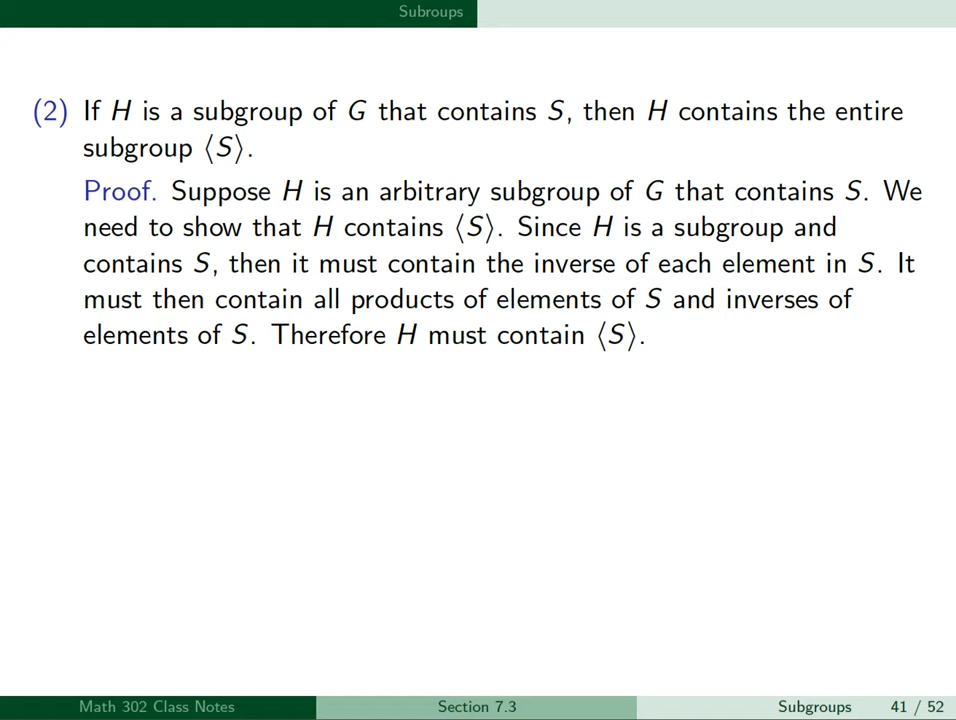 Subroups
(2) If H is a subgroup of G that contains S, then H contains the entire
subgroup ⟨S⟩.
Proof. Suppose H is an arbitrary subgroup of G that contains S. We
need to show that H contains ⟨S⟩. Since H is a subgroup and
contains S, then it must contain the inverse of each element in S. It
must then contain all products of elements of S and inverses of
elements of S. Therefore H must contain ⟨S⟩.
Math 302 Class Notes
Section 7.3
Subgroups 41 / 52